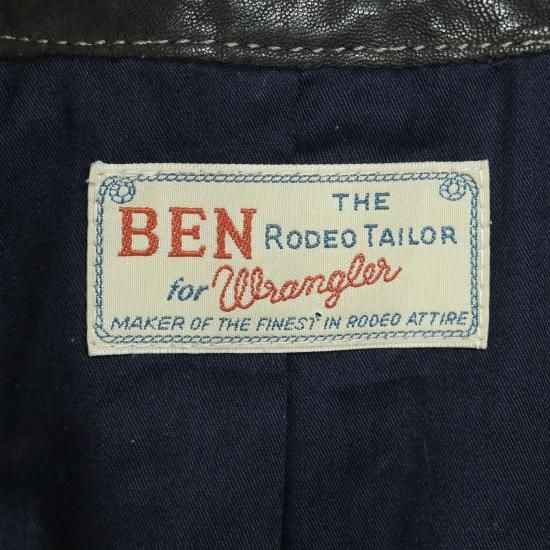 BEN THE
RODEO TAILOR
for Wrangler
MAKER OF THE FINEST IN RODEO ATTIRE